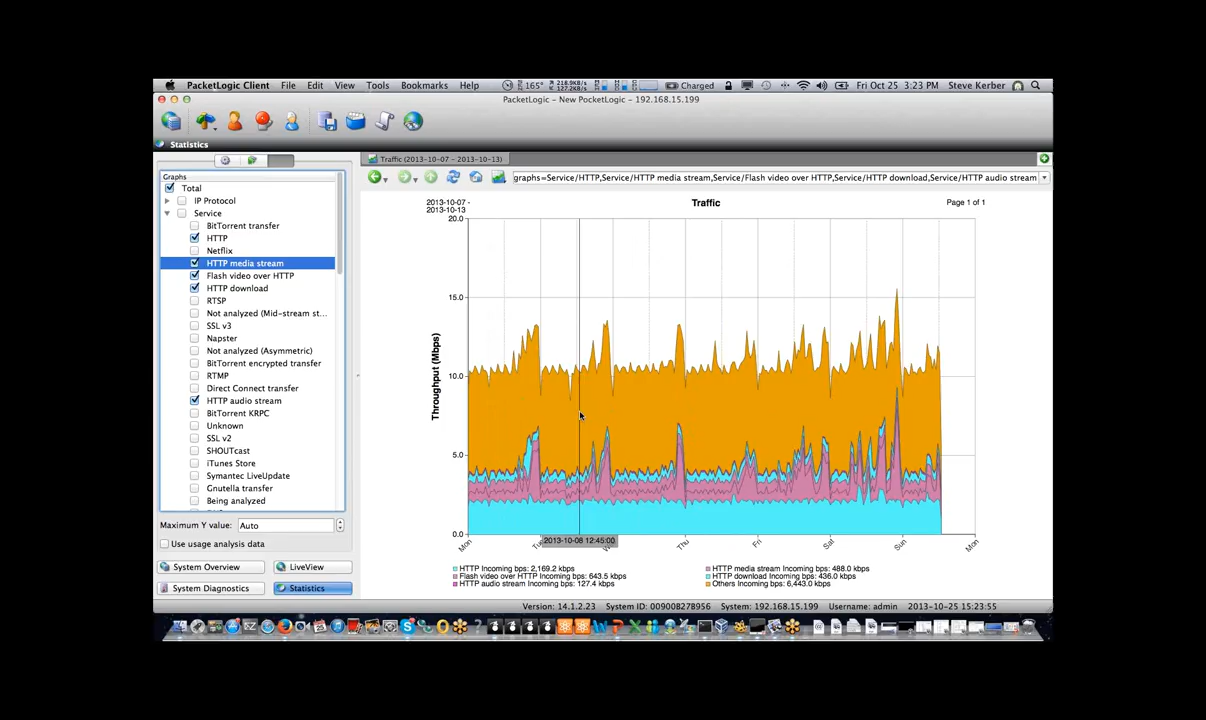 PacketLogic Client File Edit View Tools Bookmarks Help 165° 218.9KB/s 127.2KB/s Charged Fri Oct 25 3:23 PM Steve Kerber
PacketLogic - New PocketLogic - 192.168.15.199
Statistics
Traffic (2013-10-07 - 2013-10-13)
graphs=Service/HTTP,Service/HTTP media stream,Service/Flash video over HTTP,Service/HTTP download,Service/HTTP audio stream
Graphs
Total
IP Protocol
Service
BitTorrent transfer
HTTP
Netflix
HTTP media stream
Flash video over HTTP
HTTP download
RTSP
Not analyzed (Mid-stream st...
SSL v3
Napster
Not analyzed (Asymmetric)
BitTorrent encrypted transfer
RTMP
Direct Connect transfer
HTTP audio stream
BitTorrent KRPC
Unknown
SSL v2
SHOUTcast
iTunes Store
Symantec LiveUpdate
Gnutella transfer
Being analyzed
Maximum Y value: Auto
Use usage analysis data
System Overview LiveView
System Diagnostics Statistics
2013-10-07 -
2013-10-13
Traffic
Page 1 of 1
Throughput (Mbps)
20.0
15.0
10.0
5.0
0.0
Mon Tu W Thu Fri Sat Sun Mon
2013-10-08 12:45:00
HTTP Incoming bps: 2,169.2 kbps HTTP media stream Incoming bps: 488.0 kbps
Flash video over HTTP Incoming bps: 643.5 kbps HTTP download Incoming bps: 436.0 kbps
HTTP audio stream Incoming bps: 127.4 kbps Others Incoming bps: 6,443.0 kbps
Version: 14.1.2.23 System ID: 00900B278956 System: 192.168.15.199 Username: admin 2013-10-25 15:23:55